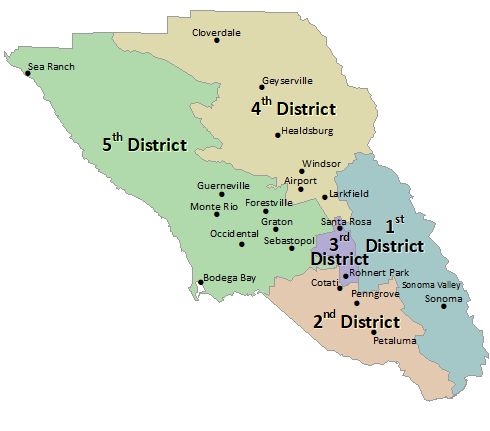 Cloverdale
Sea Ranch
Geyserville
4th District
Healdsburg
5th District
Windsor
Airport
Guerneville
Larkfield
Forestville
Monte Rio
Graton
Santa Rosa
1st
District
Occidental
Sebastopol
3rd
District
Bodega Bay
Rohnert Park
Cotati
Sonoma Valley
Penngrove
Sonoma
2nd District
Petaluma